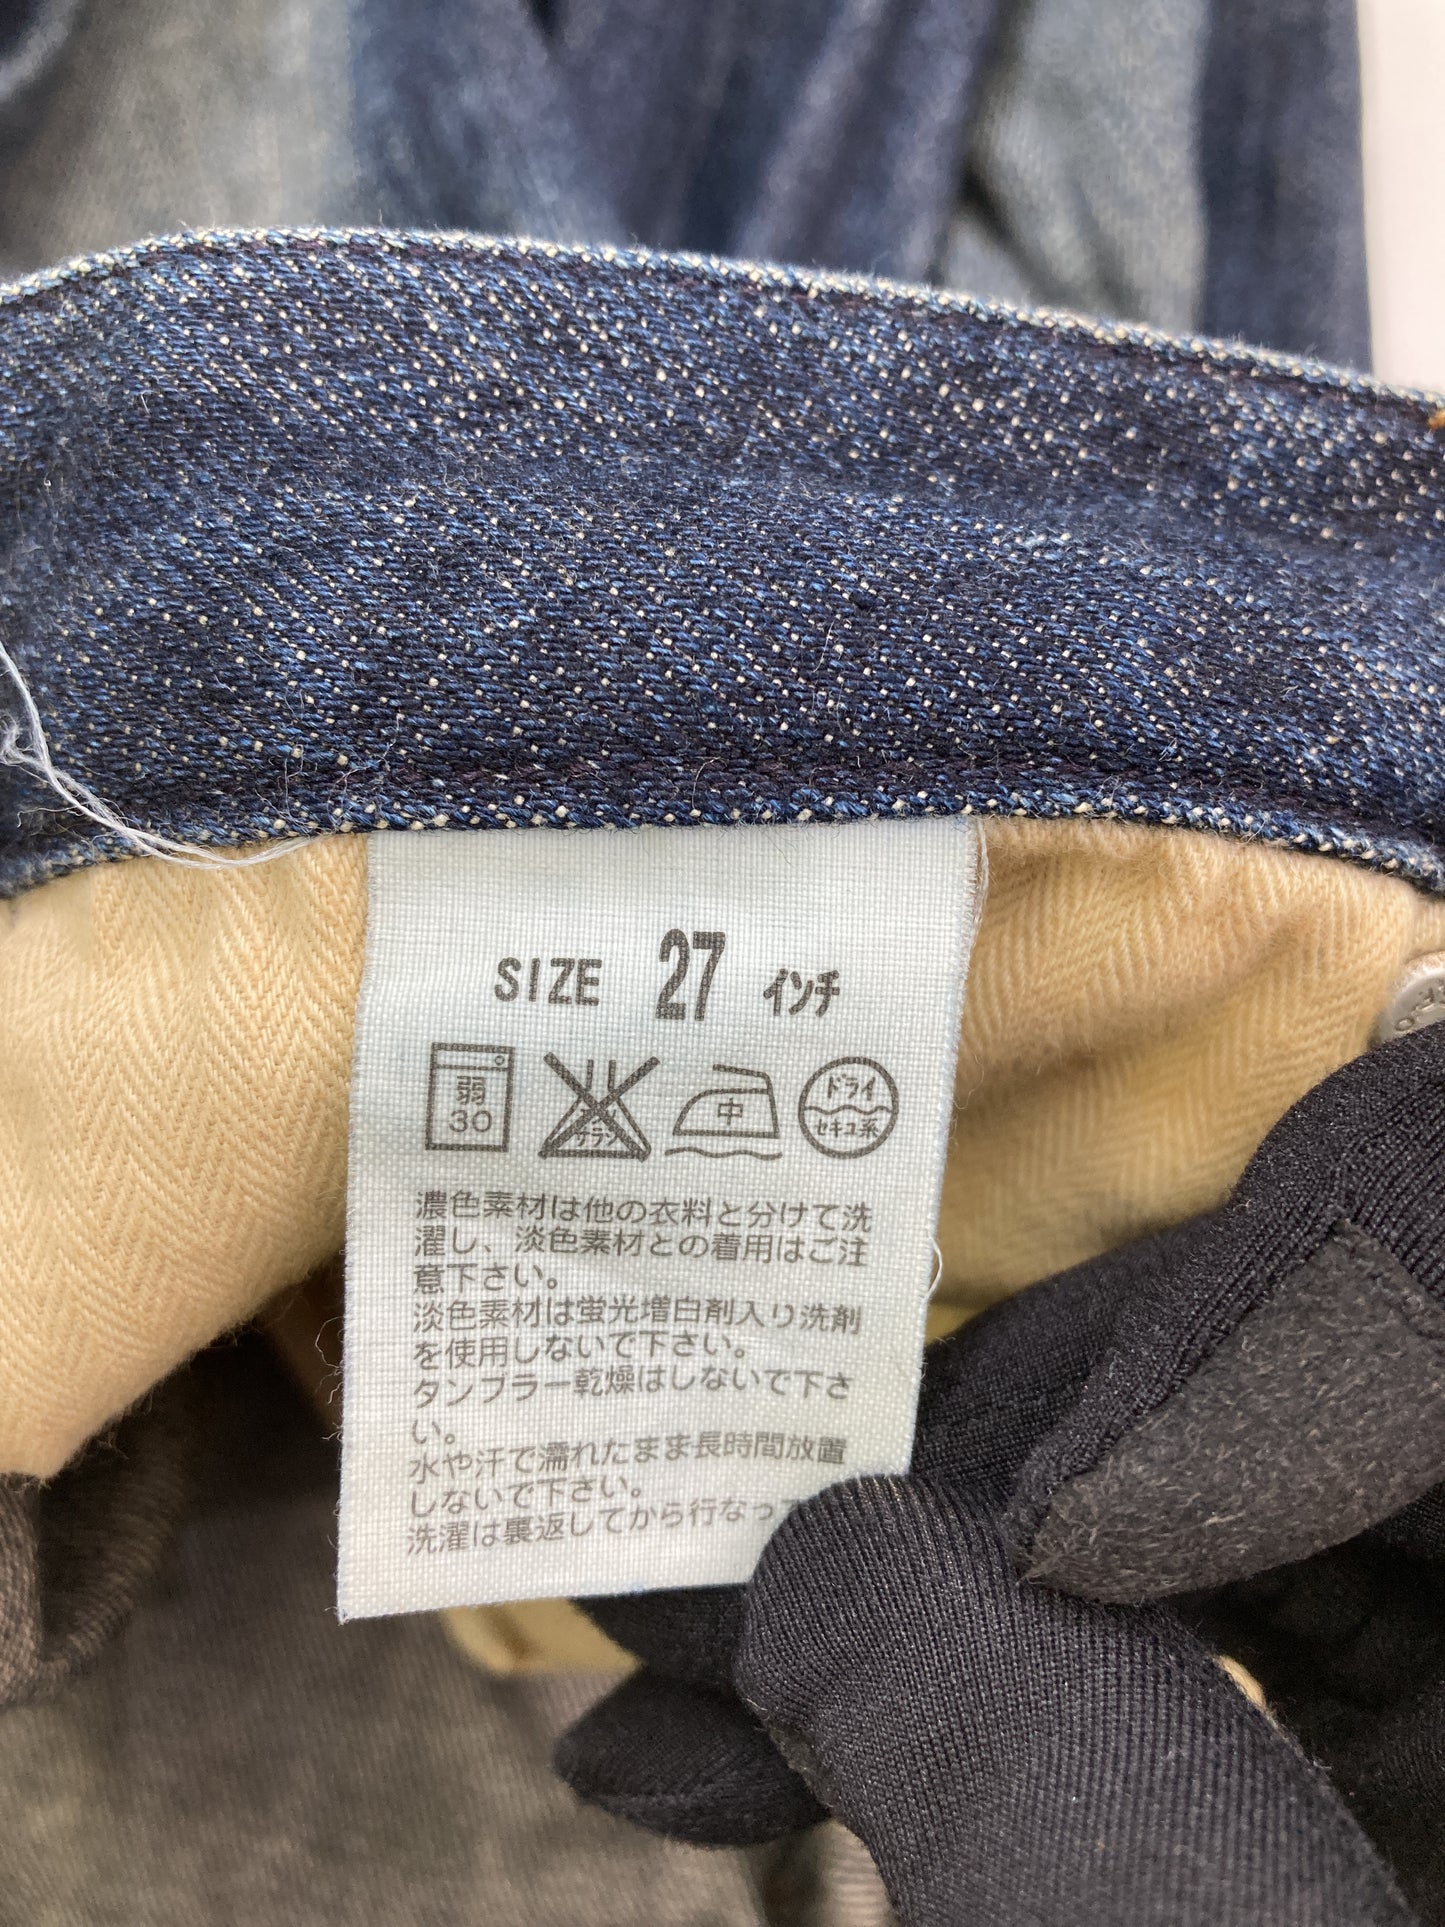 SIZE 27 インチ
弱 ドライ
30 中 セキユ系
濃色素材は他の衣料と分けて洗
濯し、淡色素材との着用はご注
意下さい。
淡色素材は蛍光増白剤入り洗剤
を使用しないで下さい。
タンブラー乾燥はしないで下さ
い。
水や汗で濡れたまま長時間放置
しないで下さい。
洗濯は裏返してから行なっ